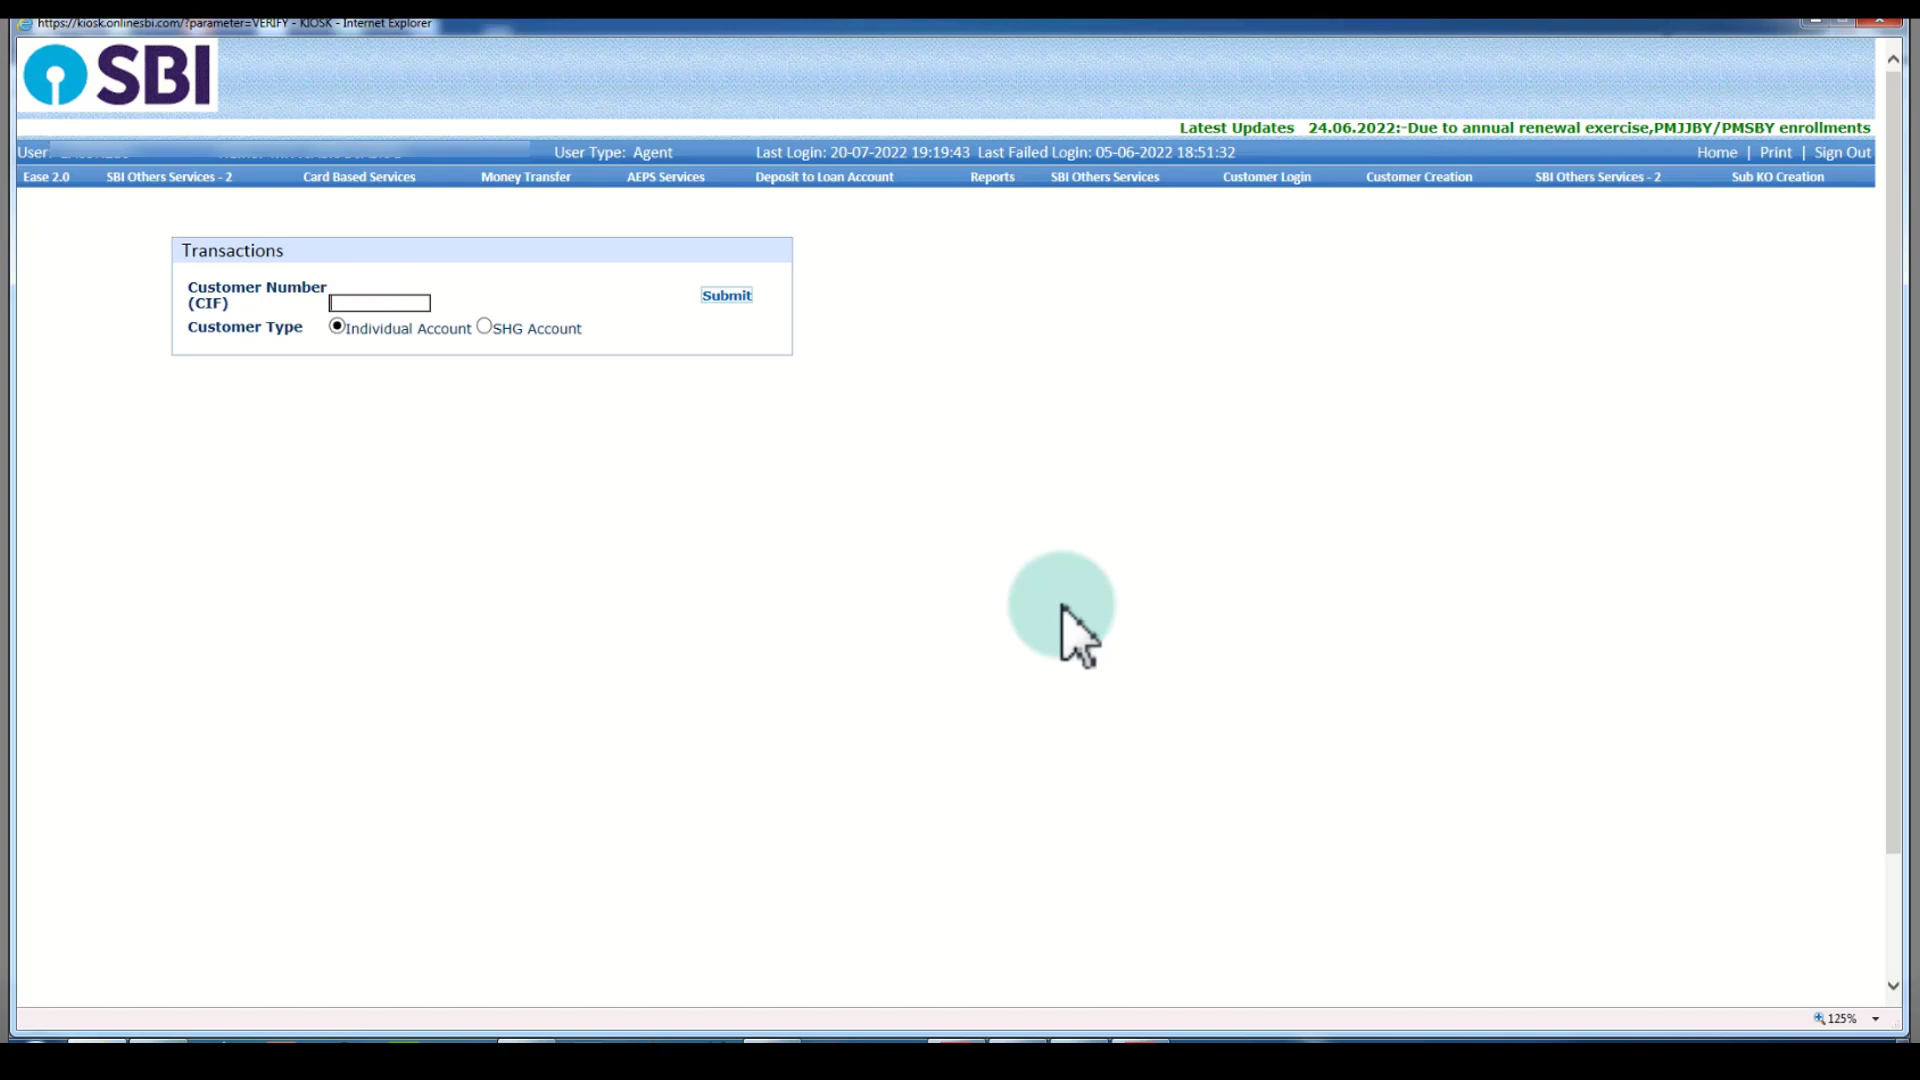 https://kiosk.onlinesbi.com/?parameter=VERIFY - KIOSK - Internet Explorer
SBI
Latest Updates 24.06.2022:-Due to annual renewal exercise,PMJJBY/PMSBY enrollments
User: User Type: Agent Last Login: 20-07-2022 19:19:43 Last Failed Login: 05-06-2022 18:51:32 Home | Print | Sign Out
Ease 2.0 SBI Others Services - 2 Card Based Services Money Transfer AEPS Services Deposit to Loan Account Reports SBI Others Services Customer Login Customer Creation SBI Others Services - 2 Sub KO Creation
Transactions
Customer Number
(CIF)
Submit
Customer Type Individual Account SHG Account
125%